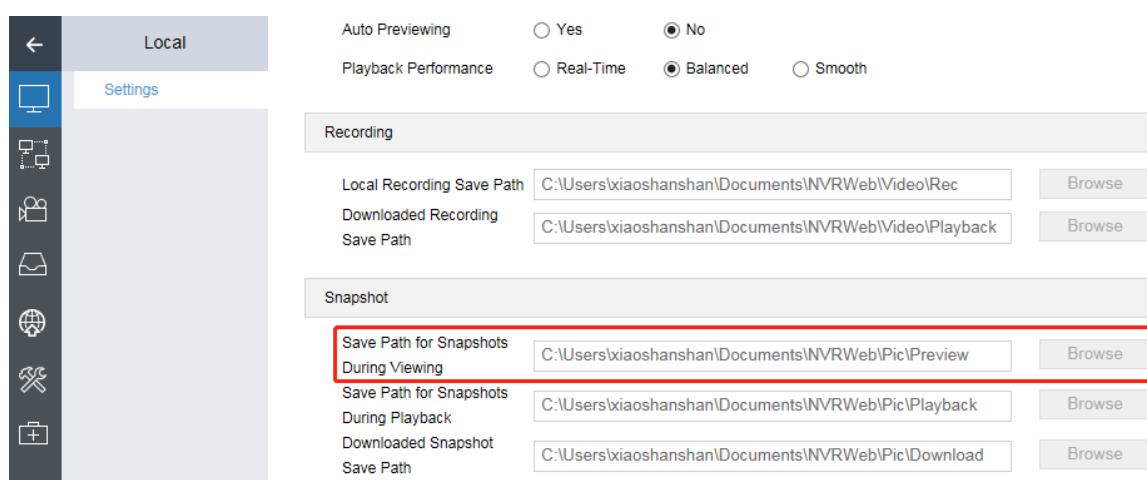 Local
Settings
Auto Previewing Yes No
Playback Performance Real-Time Balanced Smooth
Recording
Local Recording Save Path C:\Users\xiaoshanshan\Documents\NVRWeb\Video\Rec Browse
Downloaded Recording
Save Path C:\Users\xiaoshanshan\Documents\NVRWeb\Video\Playback Browse
Snapshot
Save Path for Snapshots
During Viewing C:\Users\xiaoshanshan\Documents\NVRWeb\Pic\Preview Browse
Save Path for Snapshots
During Playback C:\Users\xiaoshanshan\Documents\NVRWeb\Pic\Playback Browse
Downloaded Snapshot
Save Path C:\Users\xiaoshanshan\Documents\NVRWeb\Pic\Download Browse